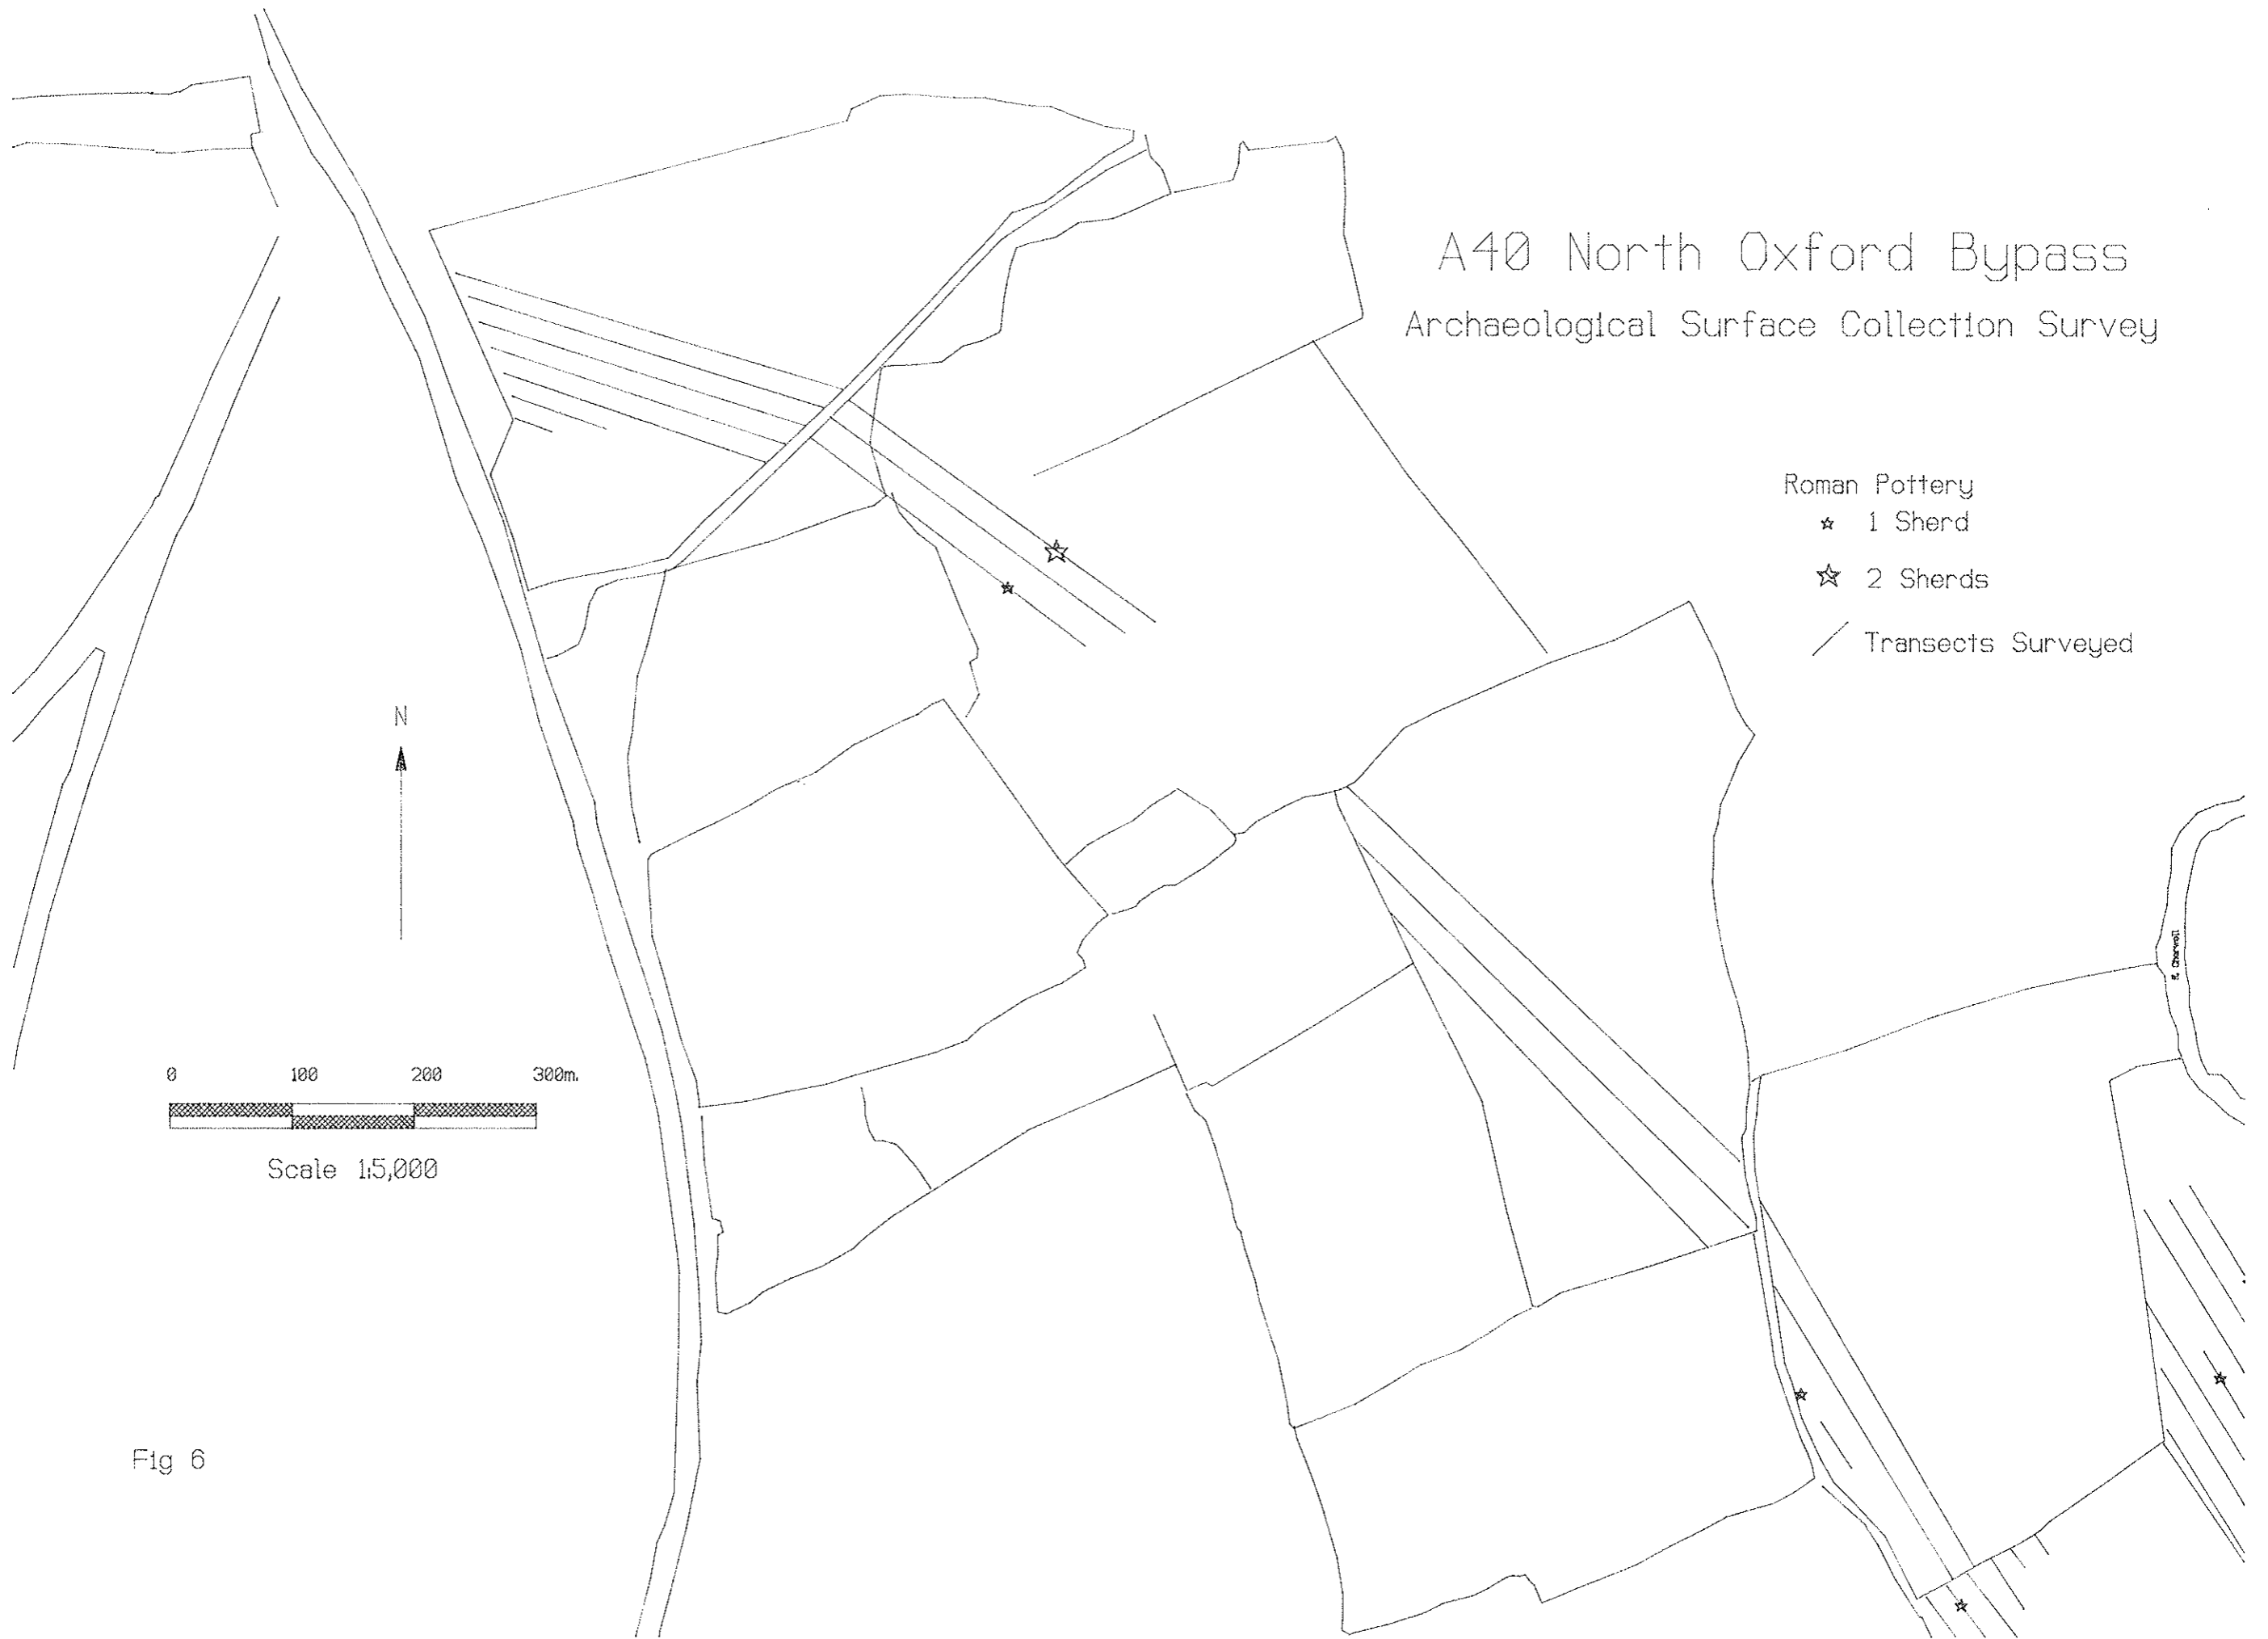 A40 North Oxford Bypass
Archaeological Surface Collection Survey
Roman Pottery
1 Sherd
2 Sherds
Transects Surveyed
N
R. Cherwell
0 100 200 300m.
Scale 1:5,000
Fig 6